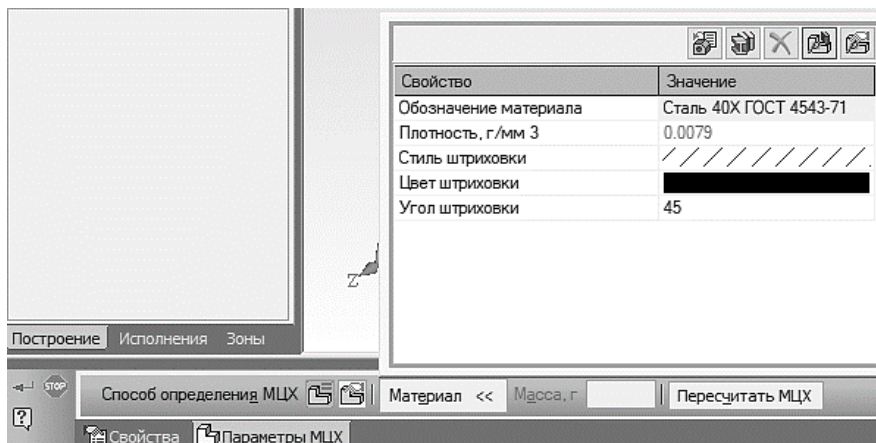 Свойство Значение
Обозначение материала Сталь 40Х ГОСТ 4543-71
Плотность, г/мм 3 0.0079
Стиль штриховки
Цвет штриховки
Угол штриховки 45
Z
Построение Исполнения Зоны
STOP Способ определения МЦХ Материал << Масса, г Пересчитать МЦХ
Свойства Параметры МЦХ